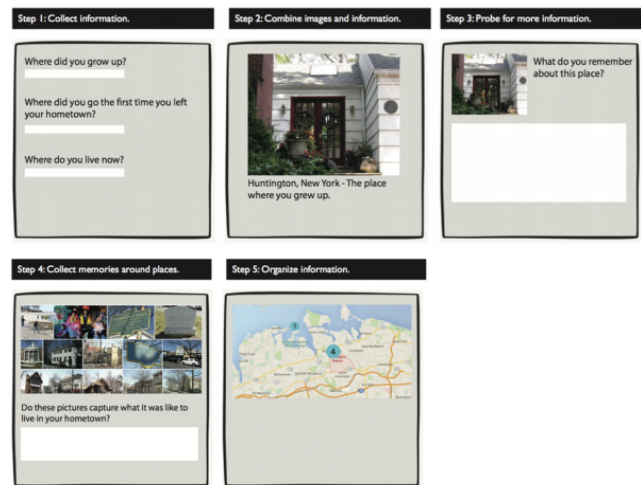 Step 1: Collect information.
Where did you grow up?
Where did you go the first time you left
your hometown?
Where do you live now?
Step 2: Combine images and information.
Huntington, New York - The place
where you grew up.
Step 3: Probe for more information.
What do you remember
about this place?
Step 4: Collect memories around places.
Do these pictures capture what it was like to
live in your hometown?
Step 5: Organize information.
1
4